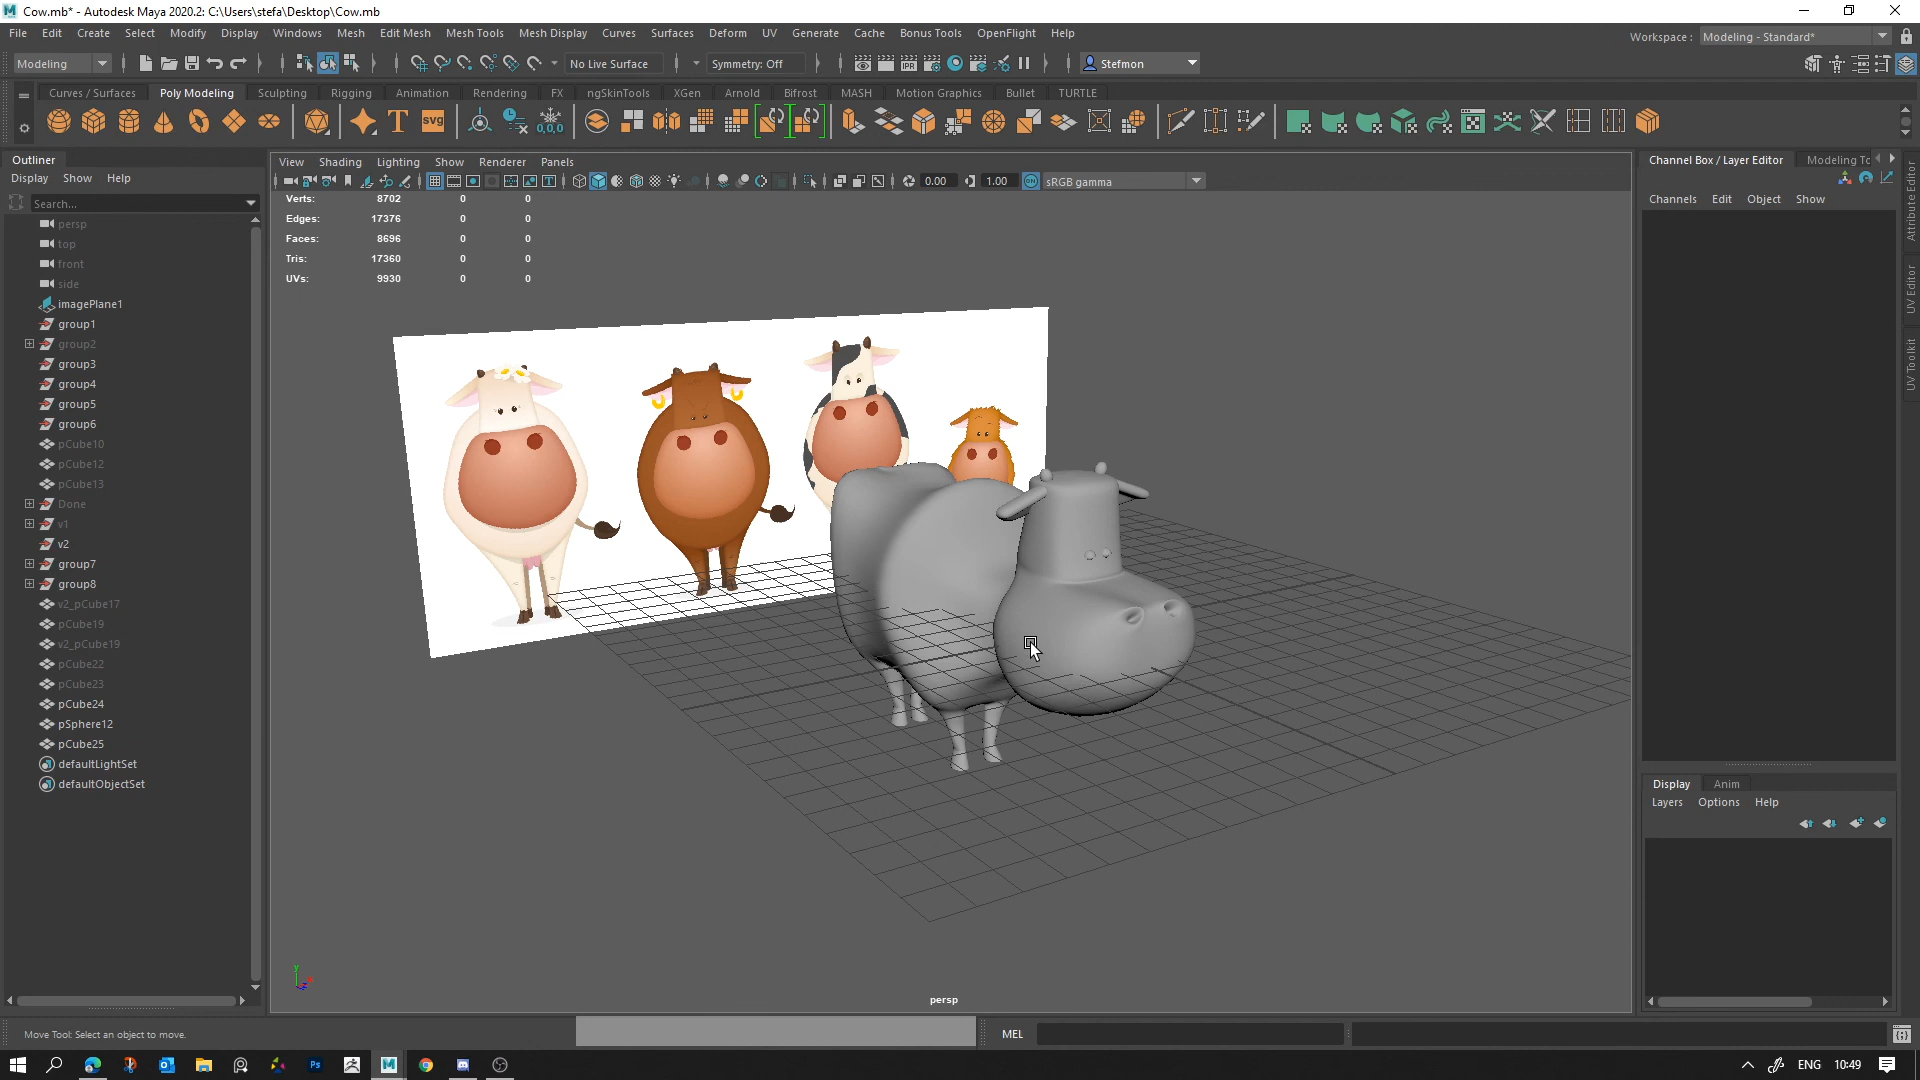 Cow.mb* - Autodesk Maya 2020.2: C:\Users\stefa\Desktop\Cow.mb
File Edit Create Select Modify Display Windows Mesh Edit Mesh Mesh Tools Mesh Display Curves Surfaces Deform UV Generate Cache Bonus Tools OpenFlight Help
Workspace : Modeling - Standard*
Modeling No Live Surface Symmetry: Off Stefmon
Curves / Surfaces Poly Modeling Sculpting Rigging Animation Rendering FX ngSkinTools XGen Arnold Bifrost MASH Motion Graphics Bullet TURTLE
IPR
T svg 0,0,0
Outliner
Display Show Help
Search...
persp
top
front
side
imagePlane1
group1
group2
group3
group4
group5
group6
pCube10
pCube12
pCube13
Done
v1
v2
group7
group8
v2_pCube17
pCube19
v2_pCube19
pCube22
pCube23
pCube24
pSphere12
pCube25
defaultLightSet
defaultObjectSet
View Shading Lighting Show Renderer Panels
0.00 1.00 ON sRGB gamma
Verts: 8702 0 0
Edges: 17376 0 0
Faces: 8696 0 0
Tris: 17360 0 0
UVs: 9930 0 0
y
persp
Channel Box / Layer Editor Modeling To
Channels Edit Object Show
Attribute Editor
UV Editor
UV Toolkit
Display Anim
Layers Options Help
Move Tool: Select an object to move.
MEL
Ps M
ENG 10:49